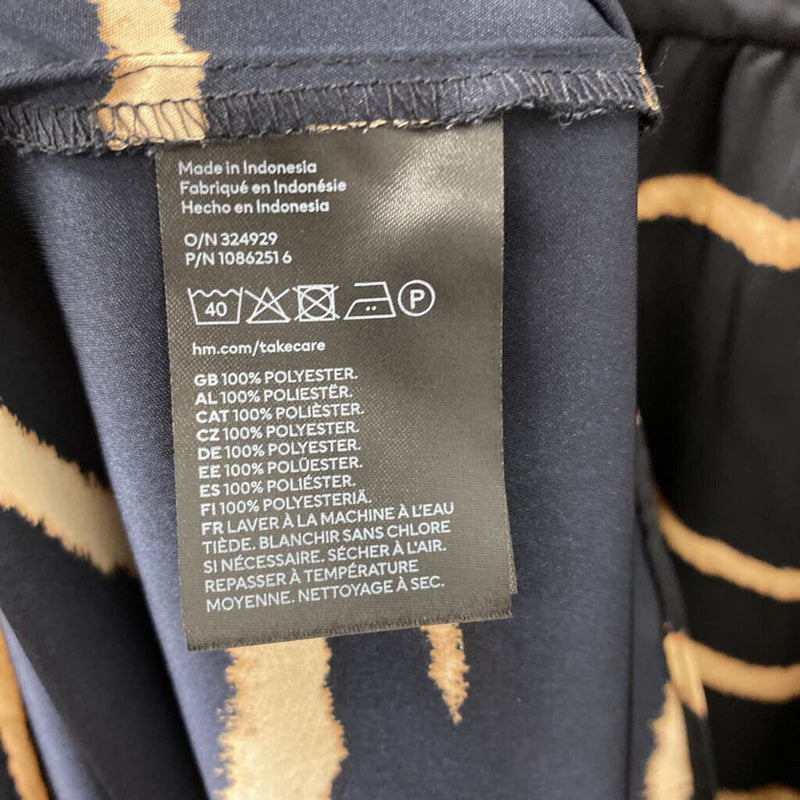 Made in Indonesia
Fabriqué en Indonésie
Hecho en Indonesia
O/N 324929
P/N 1086251 6
40 P
hm.com/takecare
GB 100% POLYESTER.
AL 100% POLIESTËR.
CAT 100% POLIÈSTER.
CZ 100% POLYESTER.
DE 100% POLYESTER.
EE 100% POLÜESTER.
ES 100% POLIÉSTER.
FI 100% POLYESTERIÄ.
FR LAVER À LA MACHINE À L'EAU
TIÈDE. BLANCHIR SANS CHLORE
SI NÉCESSAIRE. SÉCHER À L'AIR.
REPASSER À TEMPÉRATURE
MOYENNE. NETTOYAGE À SEC.